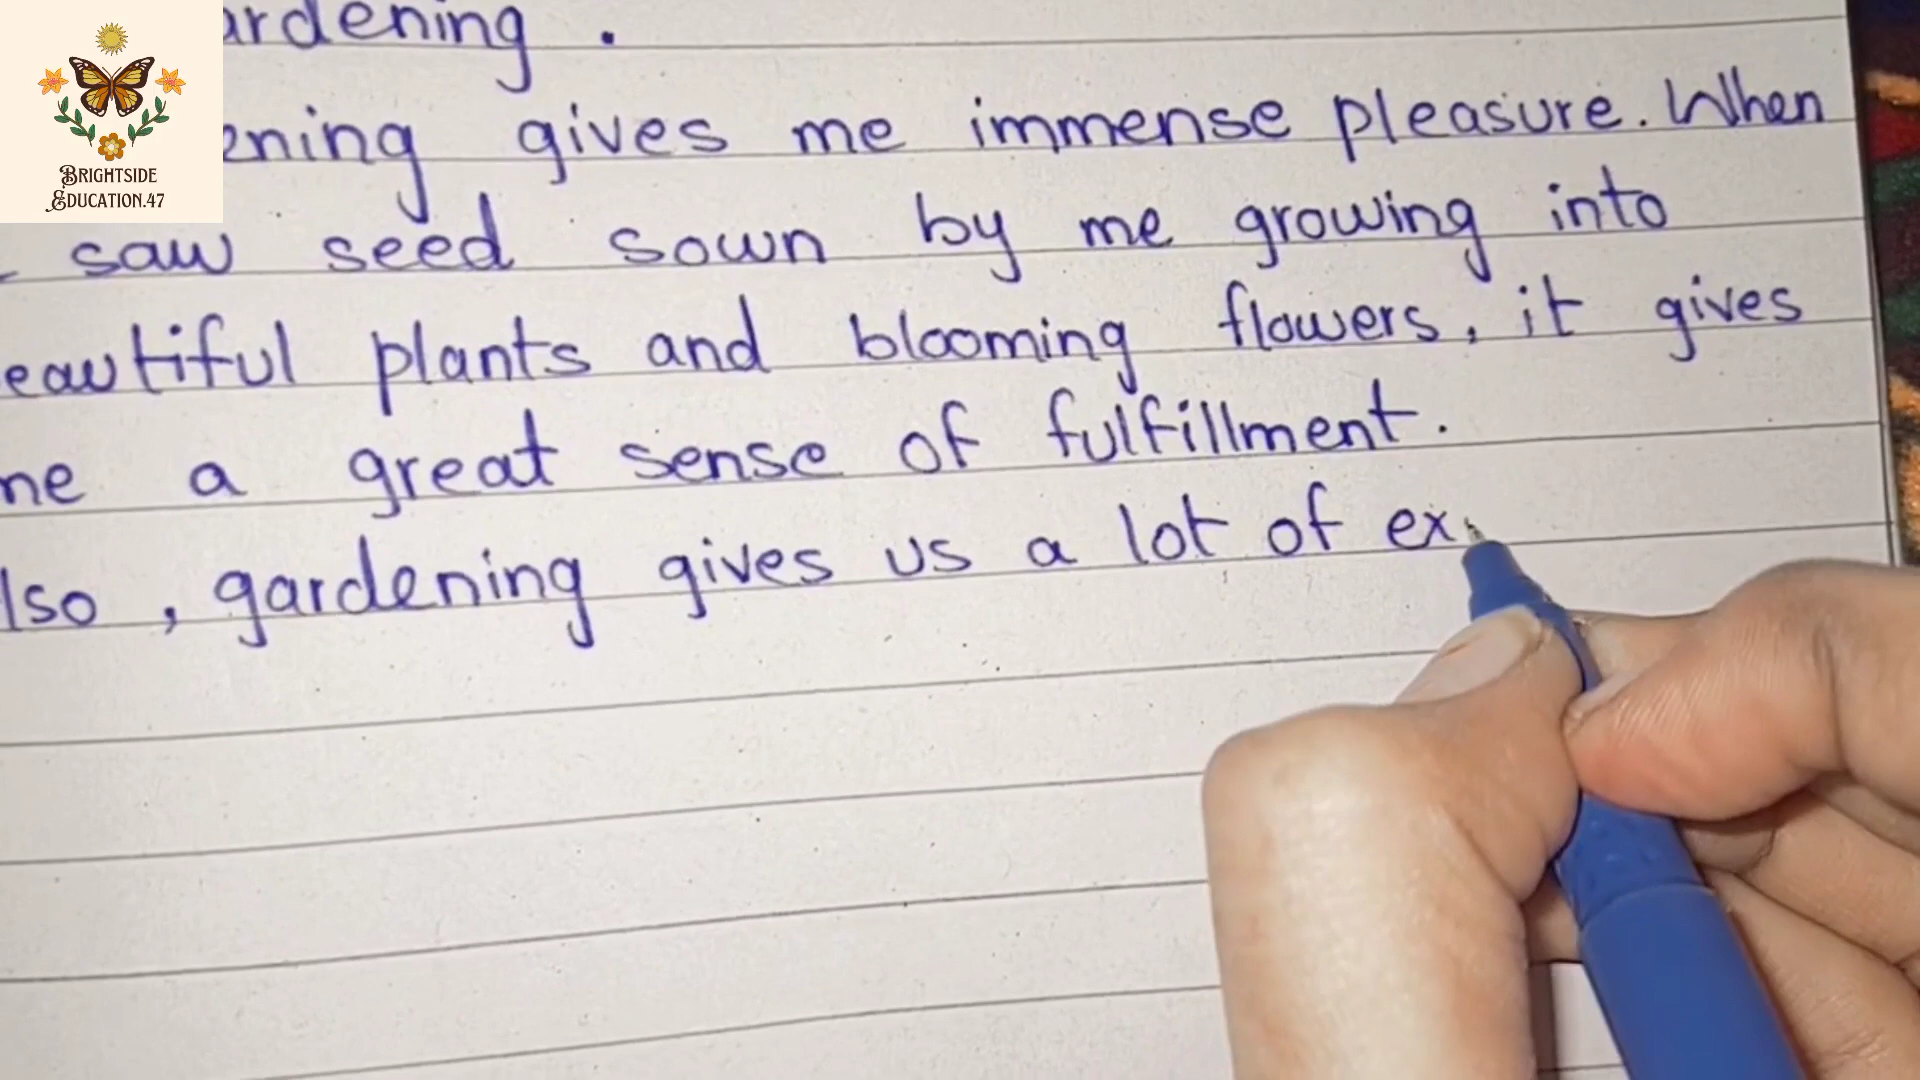 BRIGHTSIDE
EDUCATION.47
ardening .
ening gives me immense pleasure. When
saw seed sown by me growing into
eautiful plants and blooming flowers, it gives
me a great sense of fulfillment.
lso , gardening gives us a lot of ex